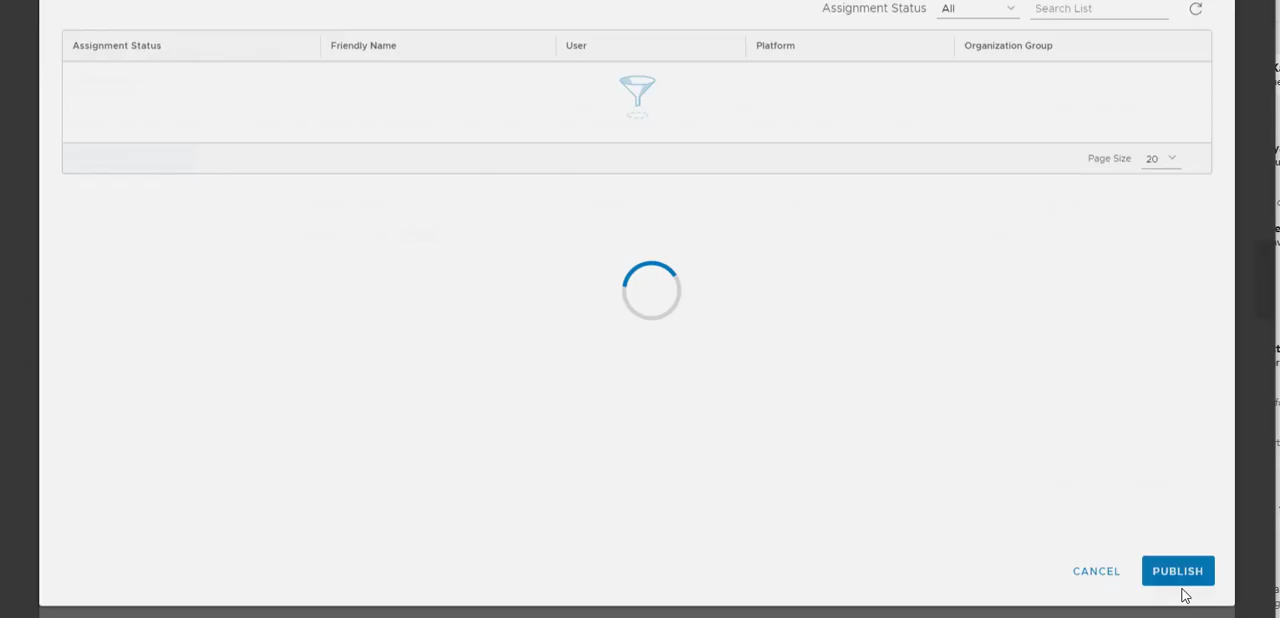 Assignment Status All Search List
Assignment Status Friendly Name User Platform Organization Group
Page Size 20
CANCEL PUBLISH